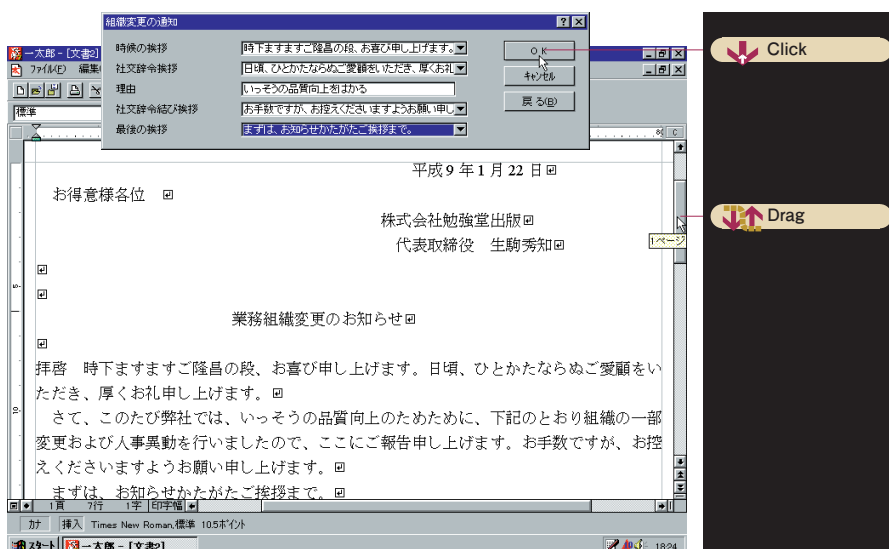 組織変更の通知
時候の挨拶 時下ますますご隆昌の段、お喜び申し上げます。
社交辞令挨拶 日頃、ひとかたならぬご愛顧をいただき、厚くお礼
理由 いっそうの品質向上をはかる
社交辞令結び挨拶 お手数ですが、お控えくださいますようお願い申し
最後の挨拶 まずは、お知らせかたがたご挨拶まで。
OK
キャンセル
戻る(B)
Click
一太郎 - [文書2]
ファイル(F) 編集
標準
平成9年1月22日
お得意様各位
株式会社勉強堂出版
代表取締役 生駒秀知
Drag
1ページ
業務組織変更のお知らせ
拝啓 時下ますますご隆昌の段、お喜び申し上げます。日頃、ひとかたならぬご愛顧をい
ただき、厚くお礼申し上げます。
さて、このたび弊社では、いっそうの品質向上のためために、下記のとおり組織の一部
変更および人事異動を行いましたので、ここにご報告申し上げます。お手数ですが、お控
えくださいますようお願い申し上げます。
まずは、お知らせかたがたご挨拶まで。
1頁 7行 1字 印字幅
カナ 挿入 Times New Roman,標準 10.5ポイント
スタート 一太郎 - [文書2] 18:24